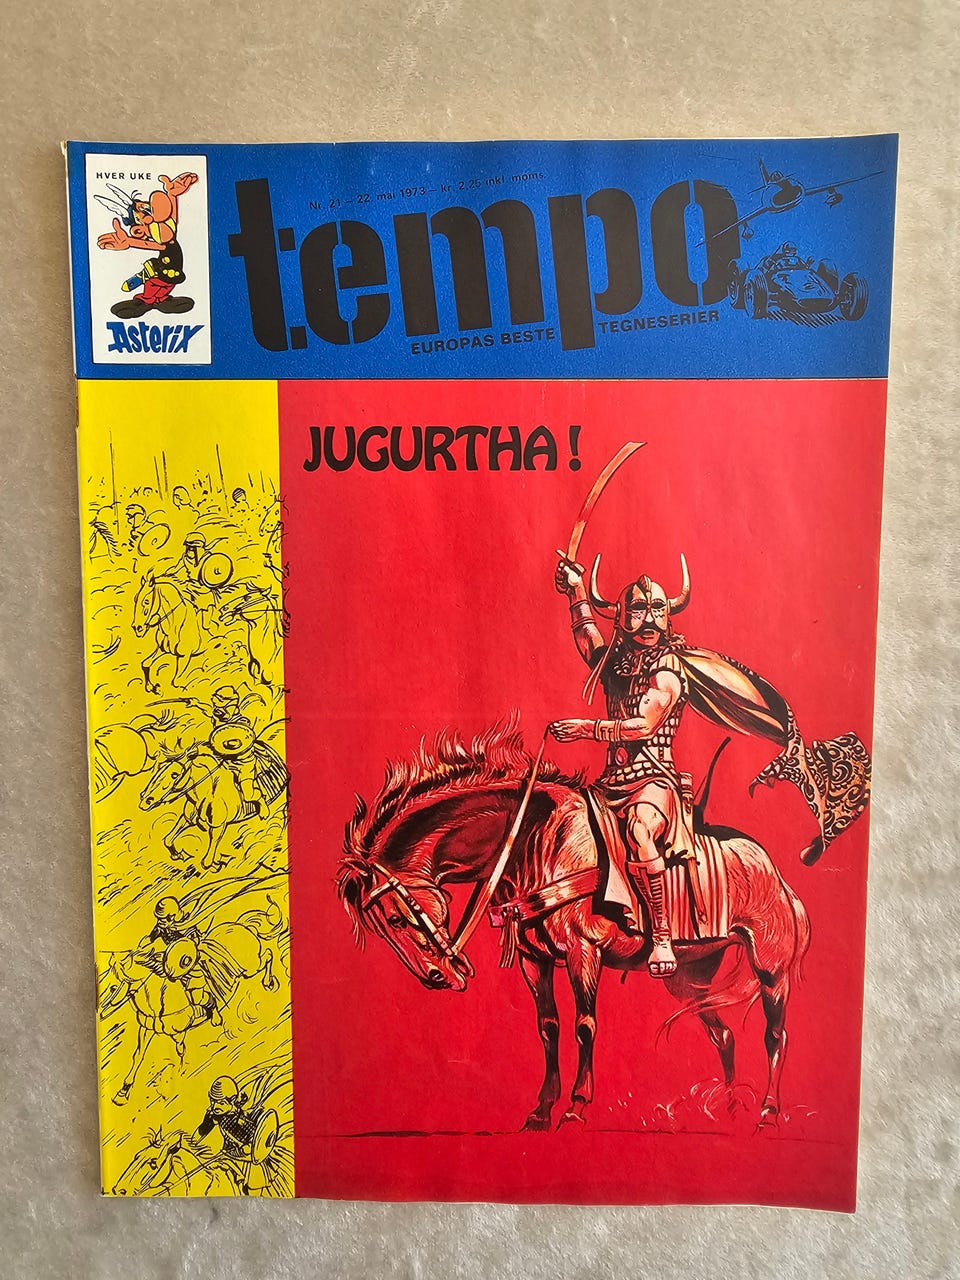 HVER UKE
Asterix
Nr. 21 – 22. mai 1973 – kr. 2,25 inkl. moms.
tempo
EUROPAS BESTE TEGNESERIER
JUGURTHA!